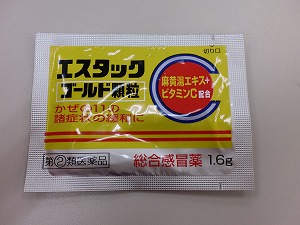 切り口
エスタック
ゴールド顆粒
麻黄湯エキス+
ビタミンC配合
かぜの11の
諸症状の緩和に
指②類医薬品
総合感冒薬 1.6g